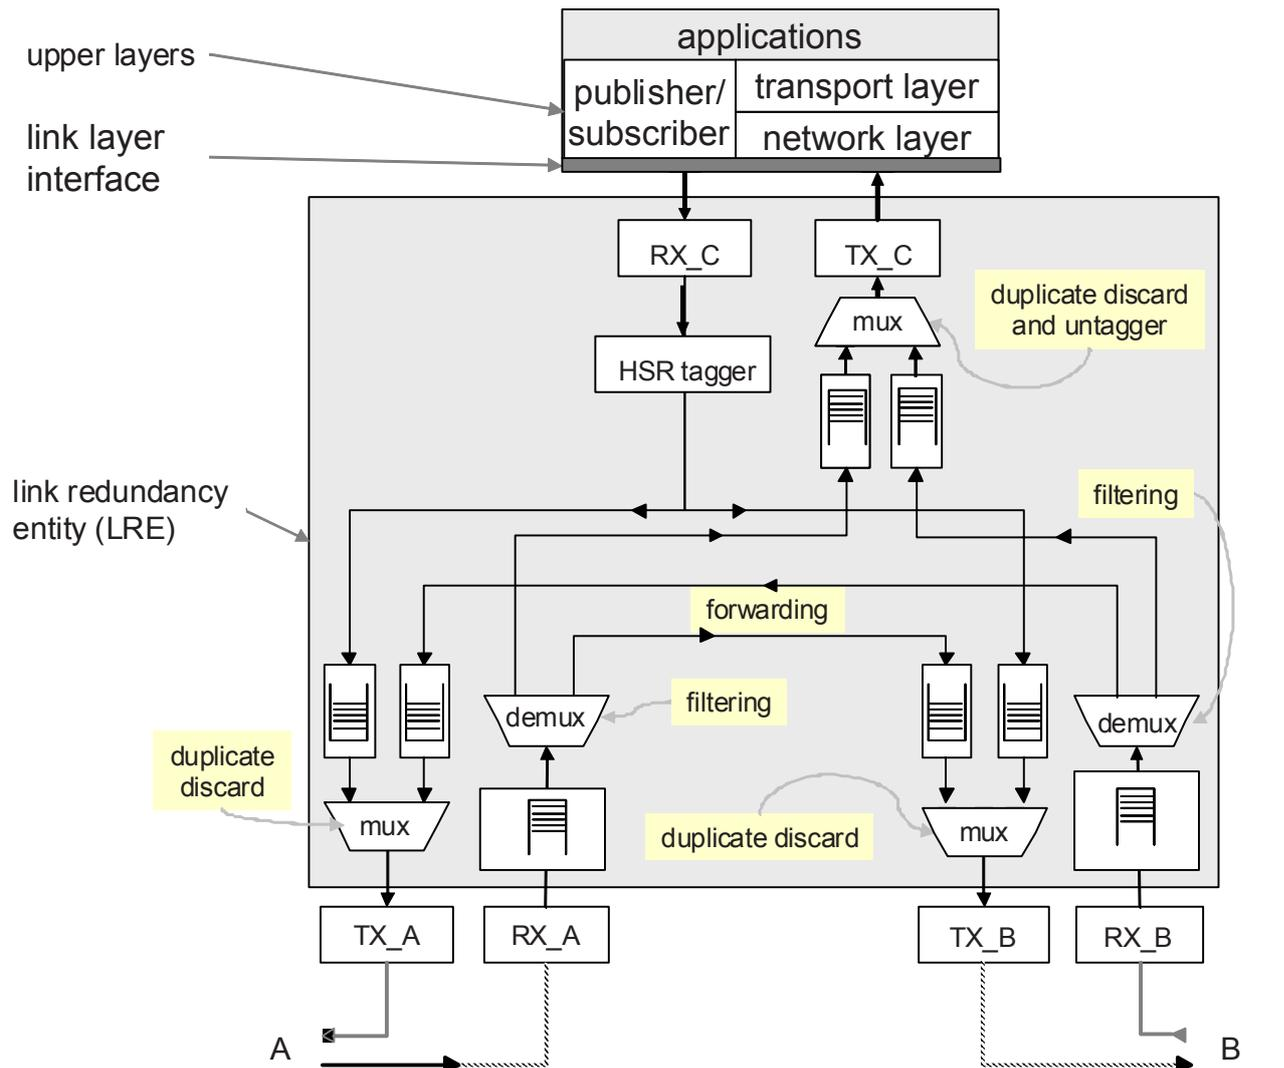 applications
upper layers
publisher/
subscriber
transport layer
network layer
link layer
interface
RX_C
TX_C
duplicate discard
and untagger
mux
HSR tagger
link redundancy
entity (LRE)
filtering
forwarding
filtering
demux
demux
duplicate
discard
mux
duplicate discard
mux
TX_A
RX_A
TX_B
RX_B
A
B